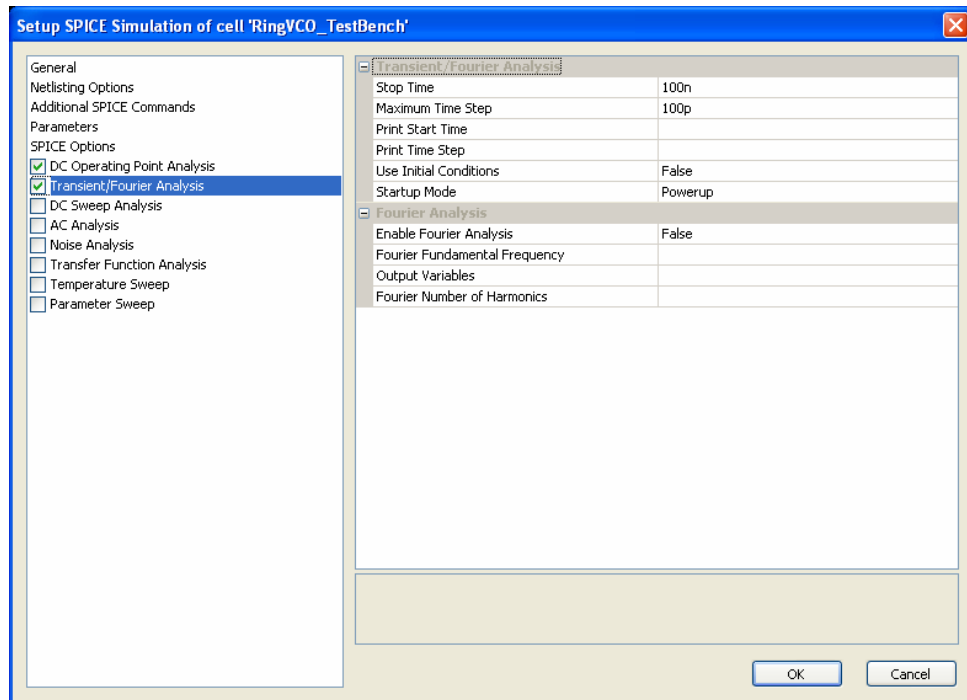 Setup SPICE Simulation of cell 'RingVCO_TestBench'
General
Netlisting Options
Additional SPICE Commands
Parameters
SPICE Options
DC Operating Point Analysis
Transient/Fourier Analysis
DC Sweep Analysis
AC Analysis
Noise Analysis
Transfer Function Analysis
Temperature Sweep
Parameter Sweep
Transient/Fourier Analysis
Stop Time 100n
Maximum Time Step 100p
Print Start Time
Print Time Step
Use Initial Conditions False
Startup Mode Powerup
Fourier Analysis
Enable Fourier Analysis False
Fourier Fundamental Frequency
Output Variables
Fourier Number of Harmonics
OK Cancel